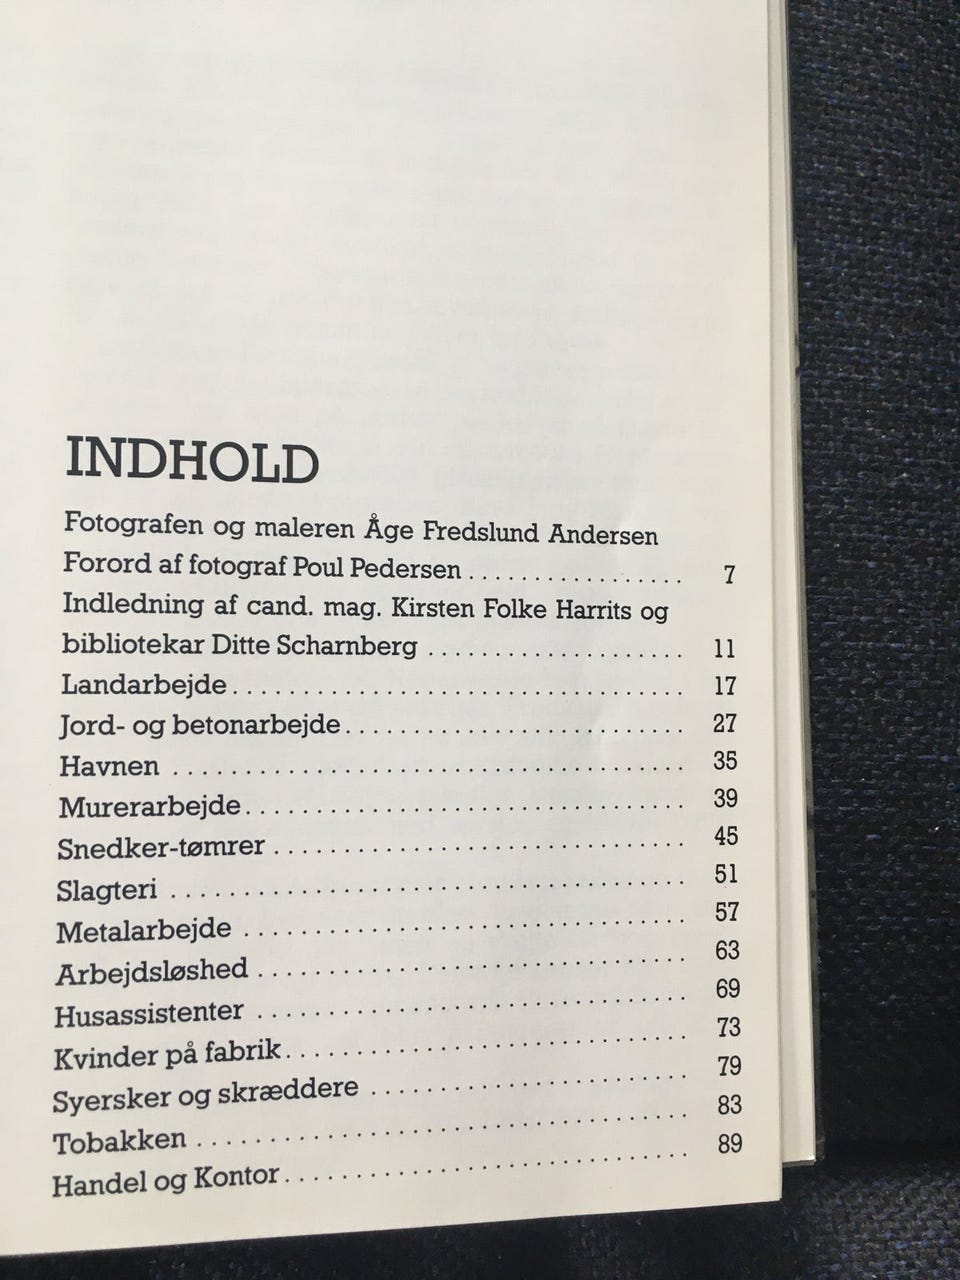 INDHOLD
Fotografen og maleren Åge Fredslund Andersen
Forord af fotograf Poul Pedersen ................. 7
Indledning af cand. mag. Kirsten Folke Harrits og
bibliotekar Ditte Scharnberg .................... 11
Landarbejde................................... 17
Jord- og betonarbejde.......................... 27
Havnen .................................... 35
Murerarbejde.................................. 39
Snedker-tømrer ............................. 45
Slagteri .................................... 51
Metalarbejde ............................... 57
Arbejdsløshed .............................. 63
Husassistenter .............................. 69
Kvinder på fabrik............................ 73
Syersker og skræddere ...................... 79
Tobakken .................................. 83
Handel og Kontor............................ 89